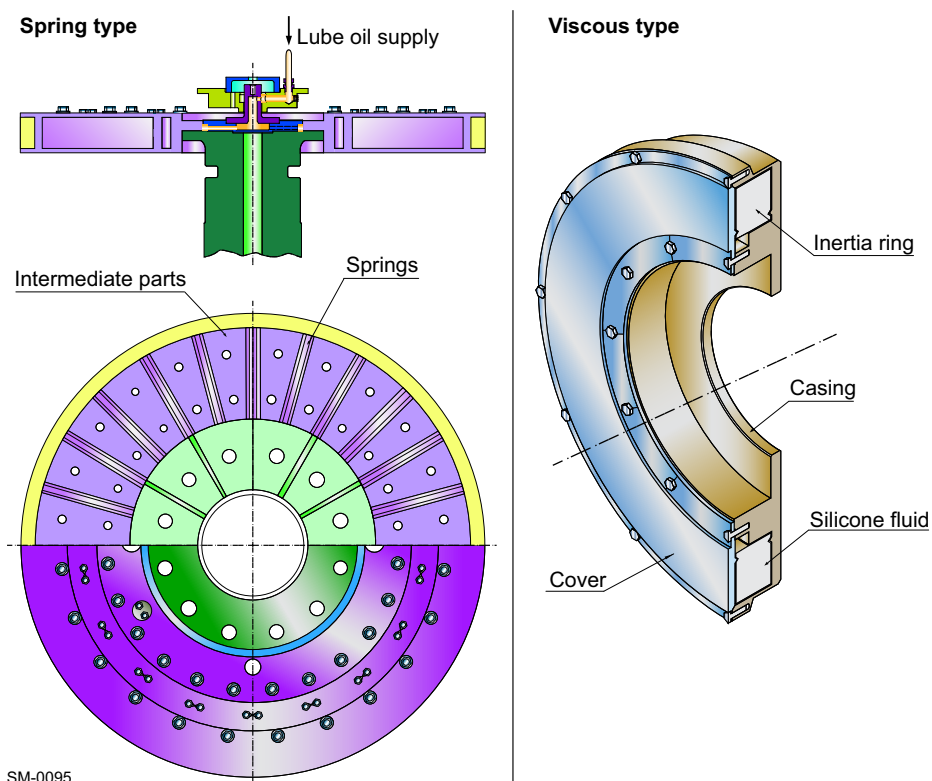 Spring type
Lube oil supply
Intermediate parts
Springs
SM-0095
Viscous type
Inertia ring
Casing
Silicone fluid
Cover